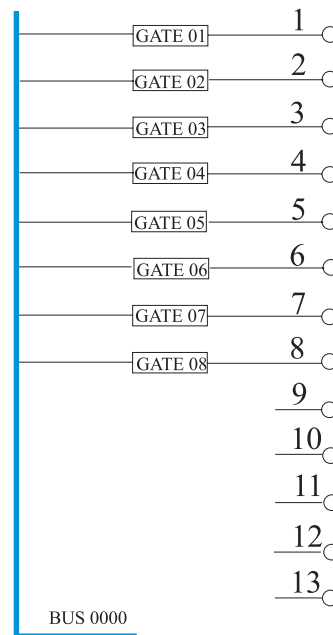 1
GATE 01
2
GATE 02
3
GATE 03
4
GATE 04
5
GATE 05
6
GATE 06
7
GATE 07
8
GATE 08
9
10
11
12
13
BUS 0000